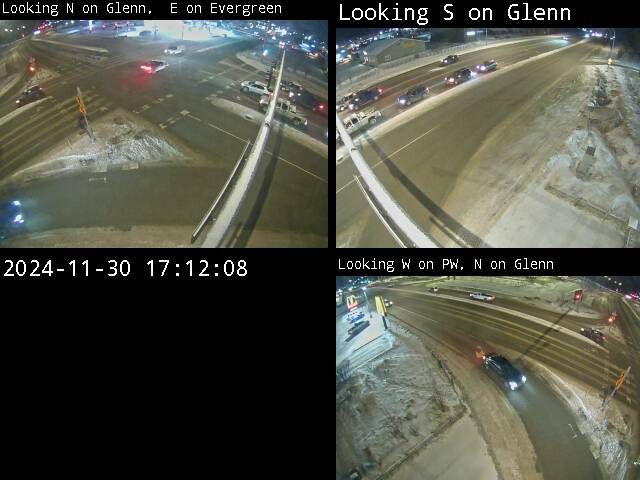 Looking N on Glenn,  E on Evergreen
Looking S on Glenn
2024-11-30 17:12:08
Looking W on PW, N on Glenn